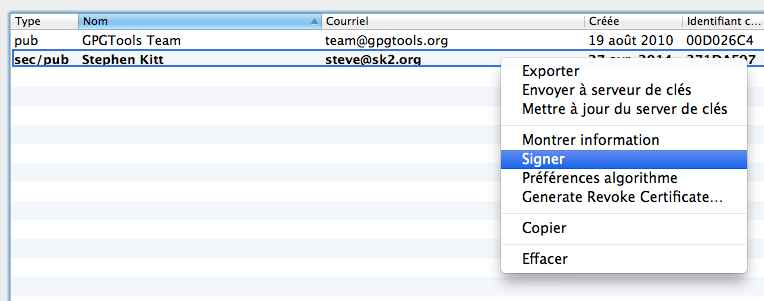 Type Nom Courriel Créée Identifiant c...
pub GPGTools Team team@gpgtools.org 19 août 2010 00D026C4
sec/pub Stephen Kitt steve@sk2.org
Exporter
Envoyer à serveur de clés
Mettre à jour du server de clés
Montrer information
Signer
Préférences algorithme
Generate Revoke Certificate...
Copier
Effacer